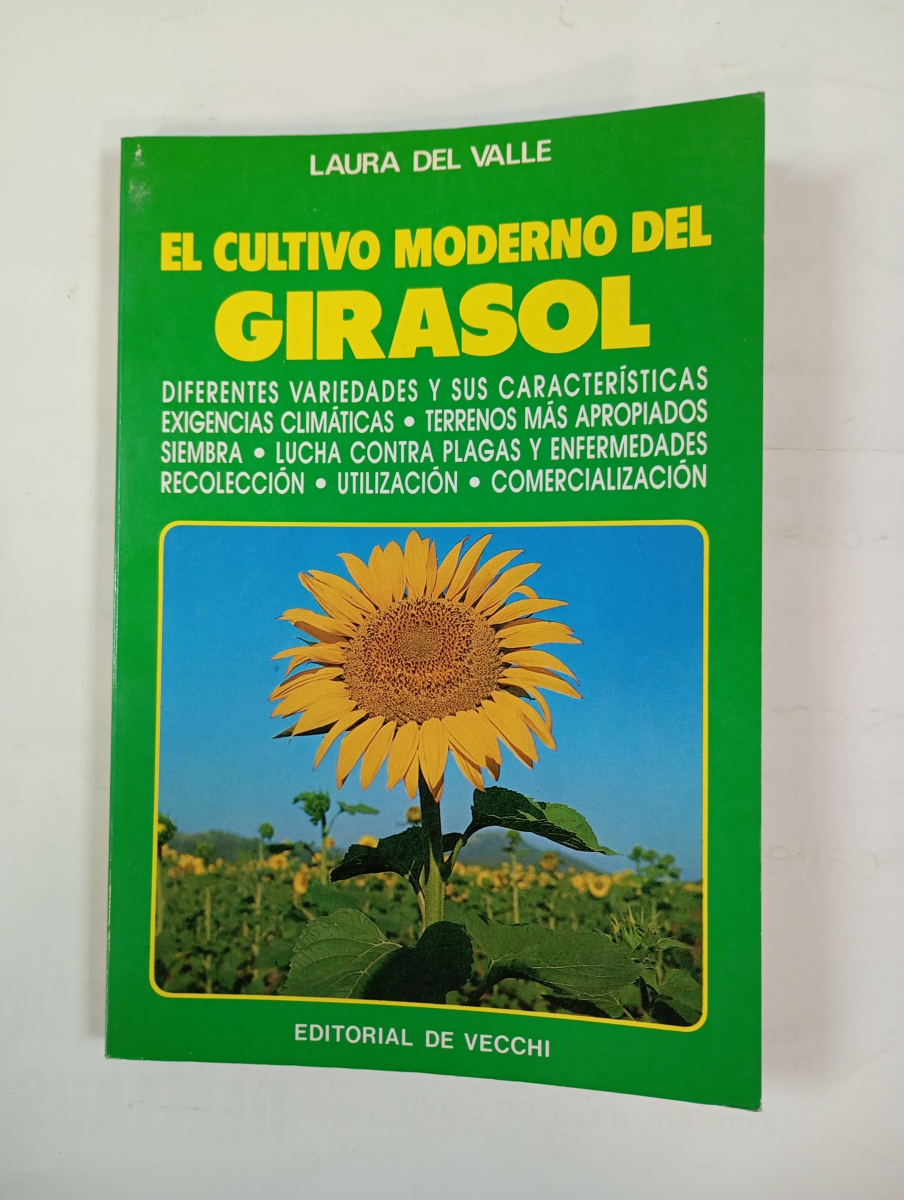 LAURA DEL VALLE
EL CULTIVO MODERNO DEL
GIRASOL
DIFERENTES VARIEDADES Y SUS CARACTERÍSTICAS
EXIGENCIAS CLIMÁTICAS • TERRENOS MÁS APROPIADOS
SIEMBRA • LUCHA CONTRA PLAGAS Y ENFERMEDADES
RECOLECCIÓN • UTILIZACIÓN • COMERCIALIZACIÓN
EDITORIAL DE VECCHI